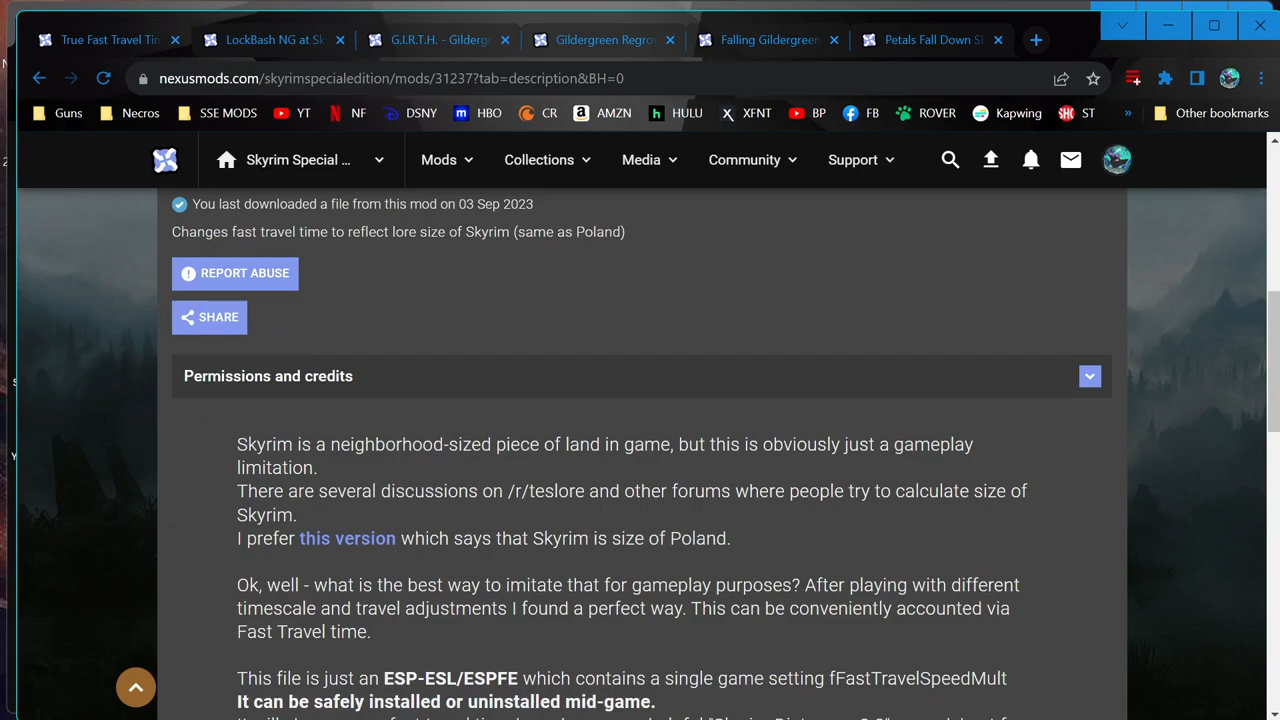 True Fast Travel Tim
LockBash NG at Sk
G.I.R.T.H. - Gilderg
Gildergreen Regrow
Falling Gildergreen
Petals Fall Down S
nexusmods.com/skyrimspecialedition/mods/31237?tab=description&BH=0
Guns Necros SSE MODS YT NF DSNY HBO CR AMZN HULU XFNT BP FB ROVER Kapwing ST » Other bookmarks
Skyrim Special ... Mods Collections Media Community Support
You last downloaded a file from this mod on 03 Sep 2023
Changes fast travel time to reflect lore size of Skyrim (same as Poland)
REPORT ABUSE
SHARE
Permissions and credits
Skyrim is a neighborhood-sized piece of land in game, but this is obviously just a gameplay
limitation.
There are several discussions on /r/teslore and other forums where people try to calculate size of
Skyrim.
I prefer this version which says that Skyrim is size of Poland.
Ok, well - what is the best way to imitate that for gameplay purposes? After playing with different
timescale and travel adjustments I found a perfect way. This can be conveniently accounted via
Fast Travel time.
This file is just an ESP-ESL/ESPFE which contains a single game setting fFastTravelSpeedMult
It can be safely installed or uninstalled mid-game.